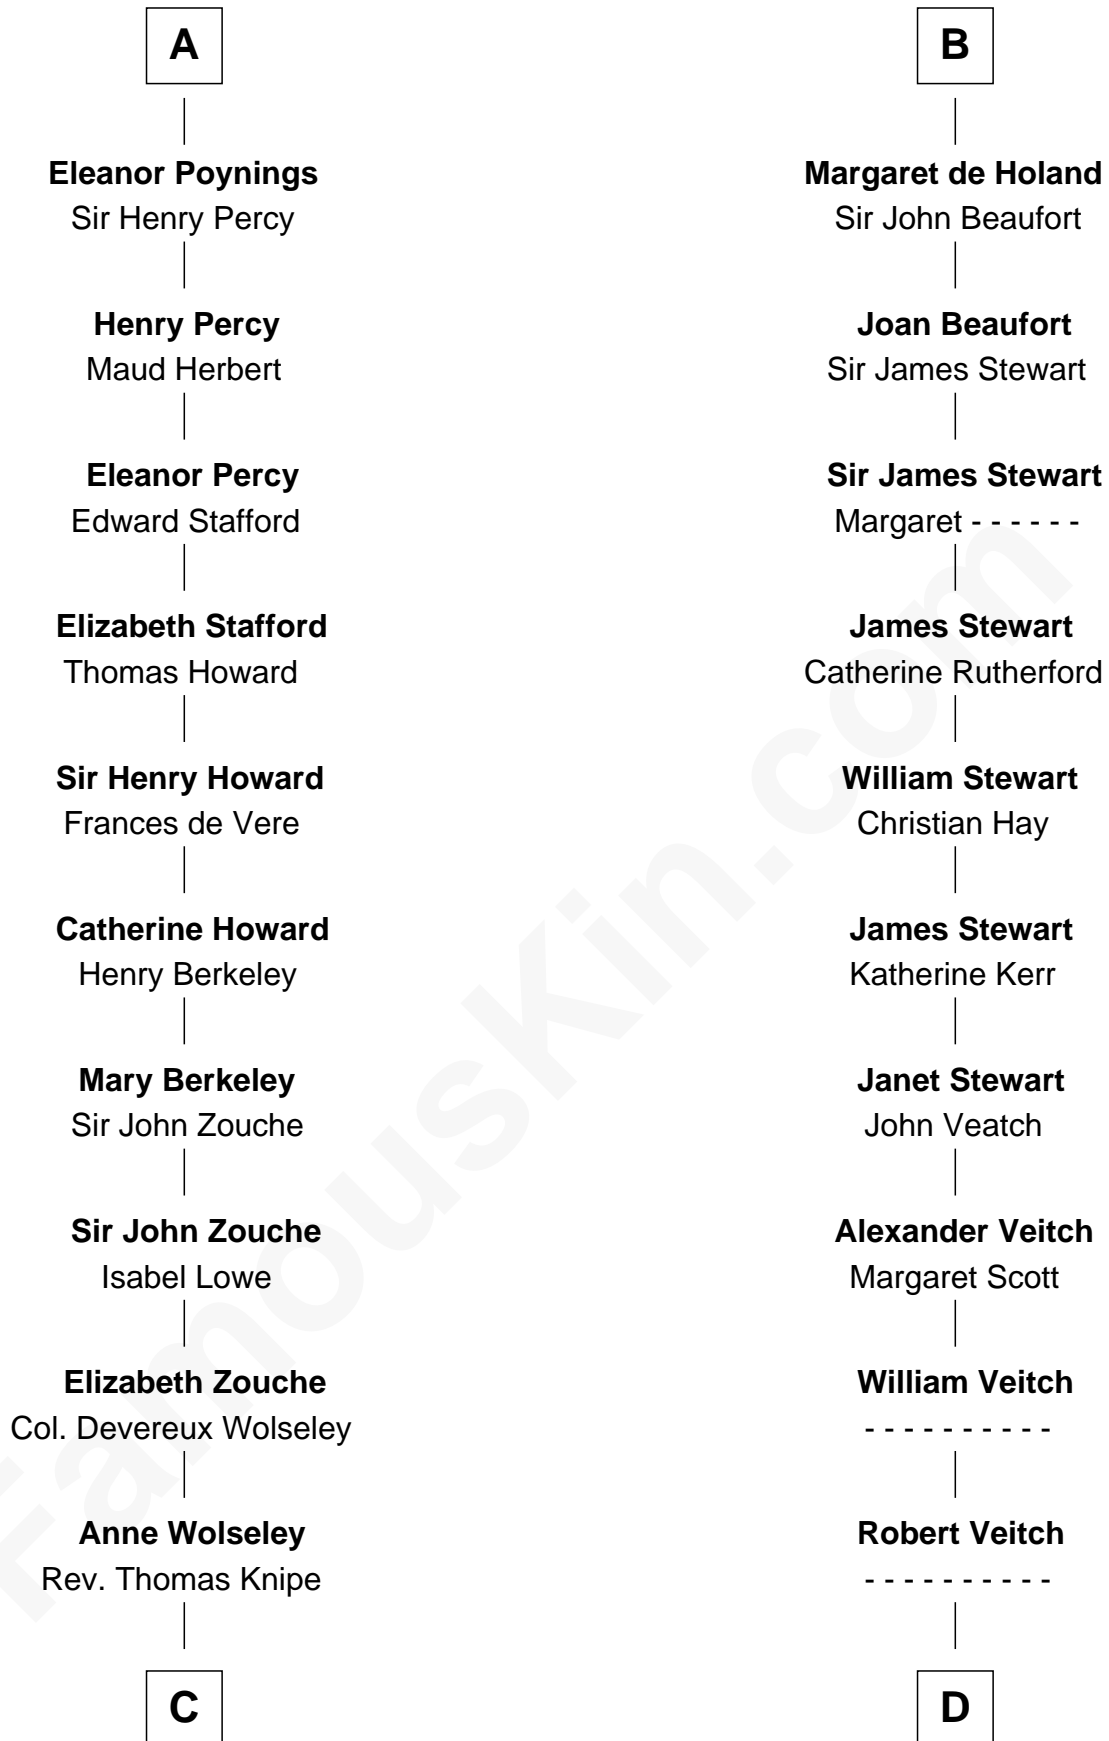 A
Eleanor Poynings
Sir Henry Percy
Henry Percy
Maud Herbert
Eleanor Percy
Edward Stafford
Elizabeth Stafford
Thomas Howard
Sir Henry Howard
Frances de Vere
Catherine Howard
Henry Berkeley
Mary Berkeley
Sir John Zouche
Sir John Zouche
Isabel Lowe
Elizabeth Zouche
Col. Devereux Wolseley
Anne Wolseley
Rev. Thomas Knipe
C
B
Margaret de Holand
Sir John Beaufort
Joan Beaufort
Sir James Stewart
Sir James Stewart
Margaret - - - - - -
James Stewart
Catherine Rutherford
William Stewart
Christian Hay
James Stewart
Katherine Kerr
Janet Stewart
John Veatch
Alexander Veitch
Margaret Scott
William Veitch
- - - - - - - - - -
Robert Veitch
- - - - - - - - - -
D
FamousKin.com